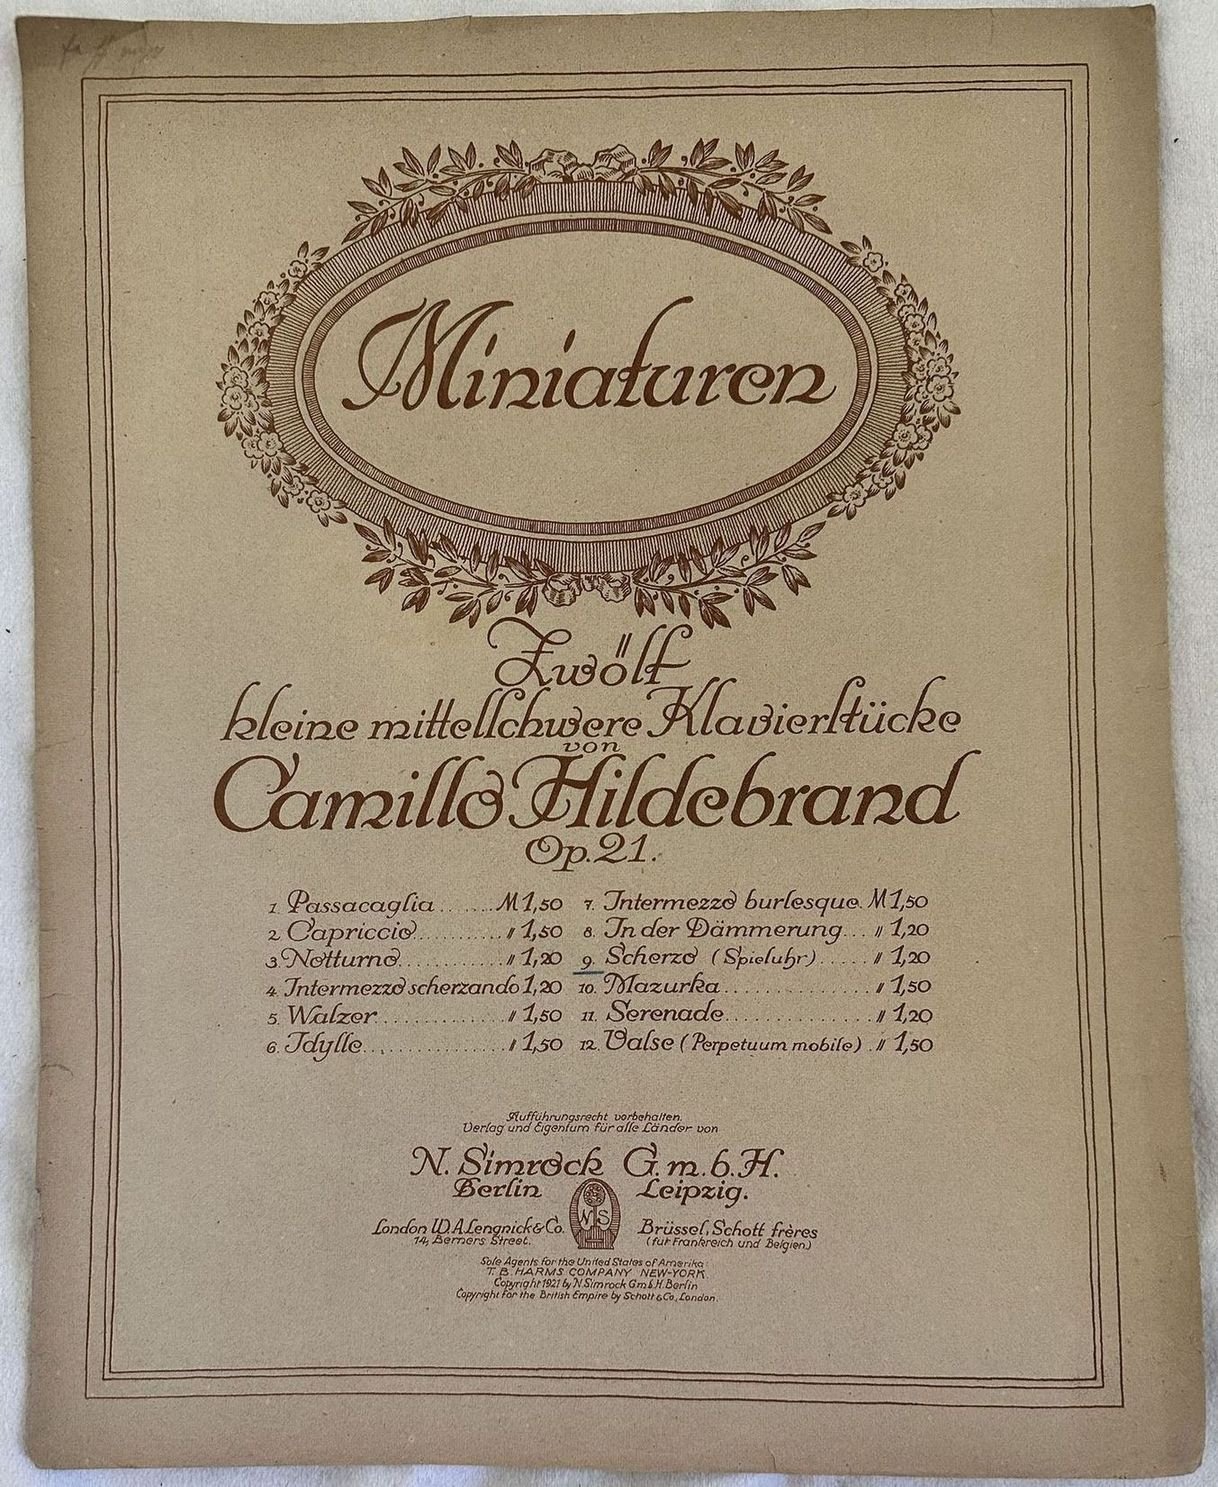 Miniaturen
Zwölf
kleine mittelschwere Klavierstücke
von
Camillo Hildebrand
Op. 21.
1. Passacaglia ....... M 1,50
2. Capriccio ........... " 1,50
3. Notturno ........... " 1,20
4. Intermezzo scherzando 1,20
5. Walzer ............ " 1,50
6. Idylle ............. " 1,50
7. Intermezzo burlesque. M 1,50
8. In der Dämmerung ... " 1,20
9. Scherzo (Spieluhr) ..... " 1,20
10. Mazurka ............. " 1,50
11. Serenade ............. " 1,20
12. Valse (Perpetuum mobile) . " 1,50
Aufführungsrecht vorbehalten.
Verlag und Eigentum für alle Länder von
N. Simrock G.m.b.H.
Berlin Leipzig.
NS
London W.A. Lengnick & Co.
14, Berners Street.
Brüssel, Schott frères
(für Frankreich und Belgien)
Sole Agents for the United States of Amerika
T. B. HARMS COMPANY NEW-YORK
Copyright 1921 by N. Simrock G.m.b.H. Berlin
Copyright for the British Empire by Schott & Co, London.